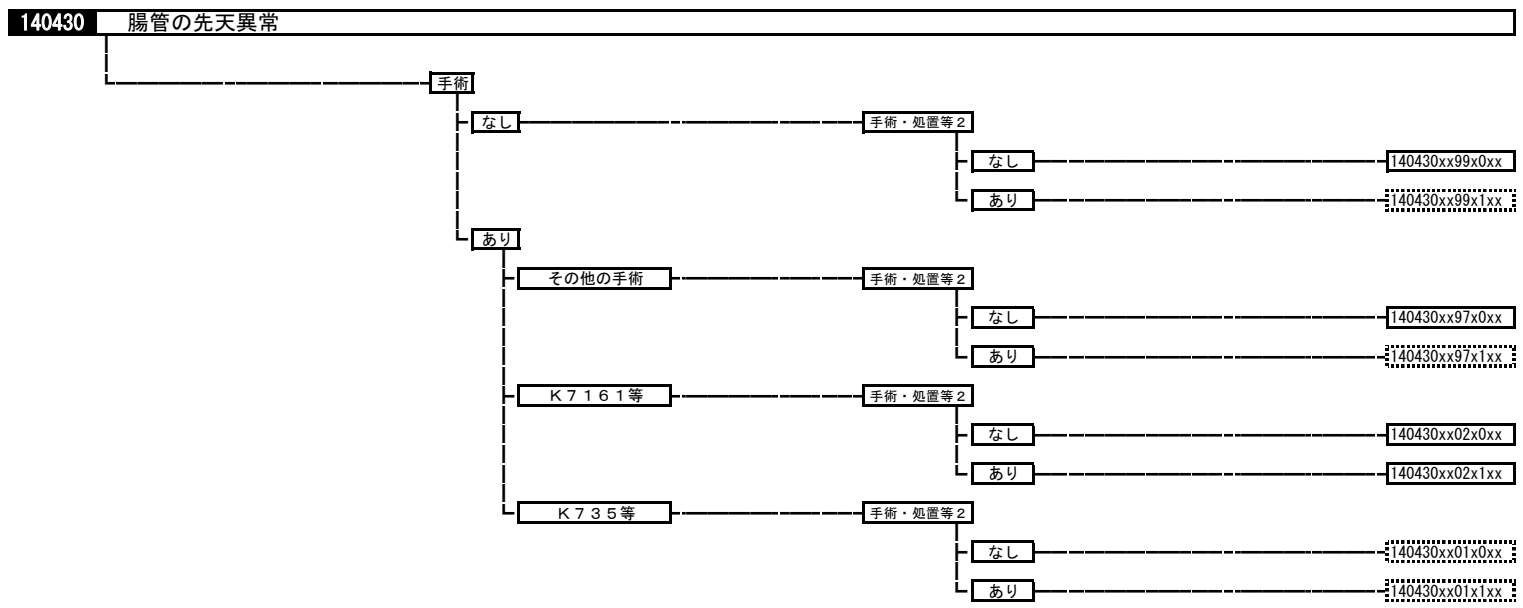 140430 腸管の先天異常
手術
なし 手術・処置等2
なし 140430xx99x0xx
あり 140430xx99x1xx
あり
その他の手術 手術・処置等2
なし 140430xx97x0xx
あり 140430xx97x1xx
K7161等 手術・処置等2
なし 140430xx02x0xx
あり 140430xx02x1xx
K735等 手術・処置等2
なし 140430xx01x0xx
あり 140430xx01x1xx